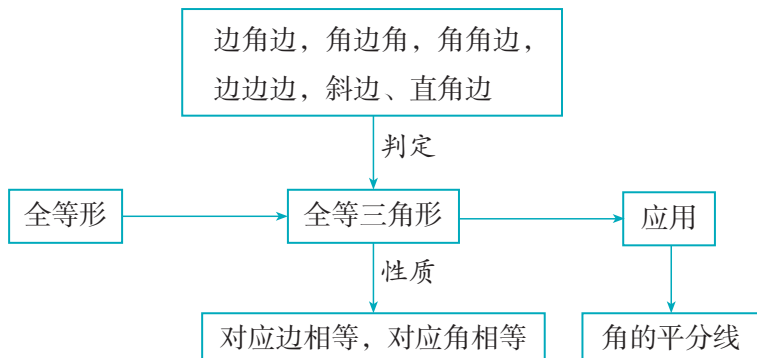 边角边，角边角，角角边，
边边边，斜边、直角边
判定
全等形
全等三角形
应用
性质
对应边相等，对应角相等
角的平分线